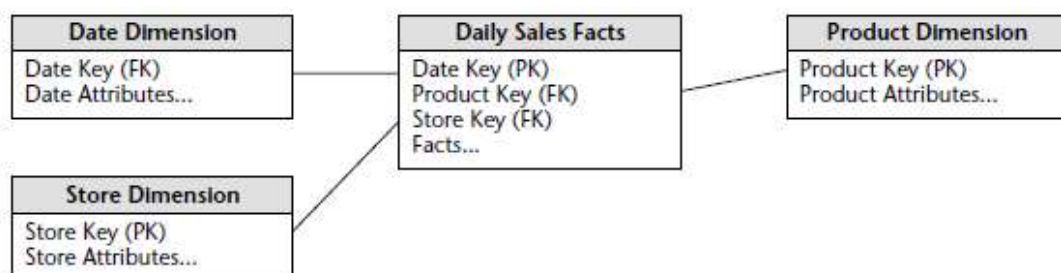 Date Dimension
Date Key (FK)
Date Attributes...
Daily Sales Facts
Date Key (PK)
Product Key (FK)
Store Key (FK)
Facts...
Product Dimension
Product Key (PK)
Product Attributes...
Store Dimension
Store Key (PK)
Store Attributes...